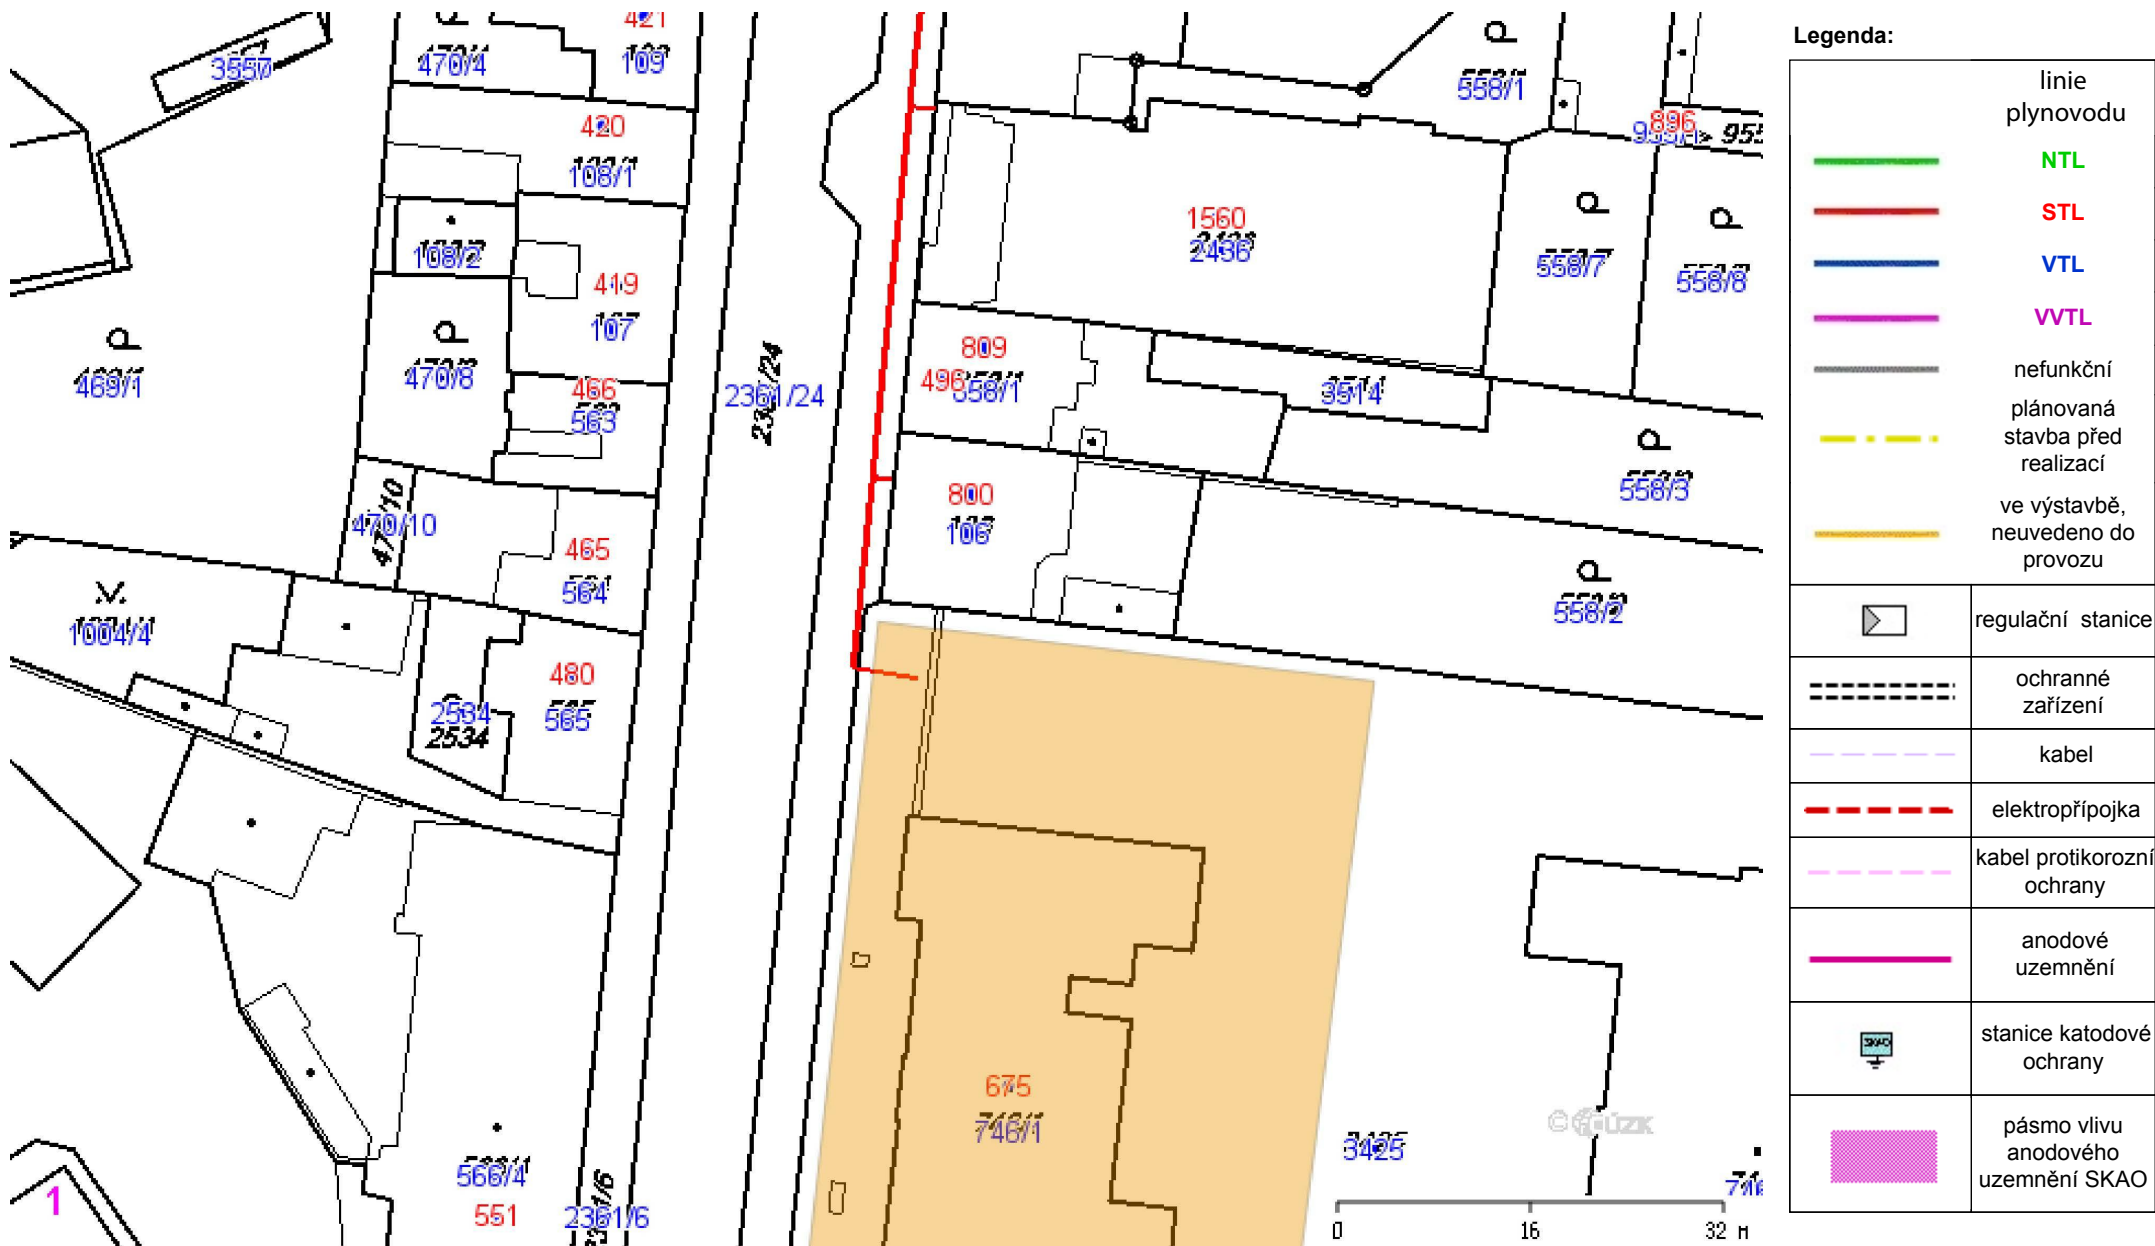 421
109
470/4
3557
420
108/1
108/2
419
107
469/1
470/8
466
563
470/10
465
564
1004/4
480
565
2534
2534
566/4
551
2361/6
1
2361/24
558/1
896
955
1560
2436
558/7
558/8
809
496
358/1
3514
558/3
800
106
558/2
675
746/1
3425
0
16
32 M
Legenda:
linie
plynovodu
NTL
STL
VTL
VVTL
nefunkční
plánovaná
stavba před
realizací
ve výstavbě,
neuvedeno do
provozu
regulační stanice
ochranné
zařízení
kabel
elektropřípojka
kabel protikorozní
ochrany
anodové
uzemnění
SKAO
stanice katodové
ochrany
pásmo vlivu
anodového
uzemnění SKAO